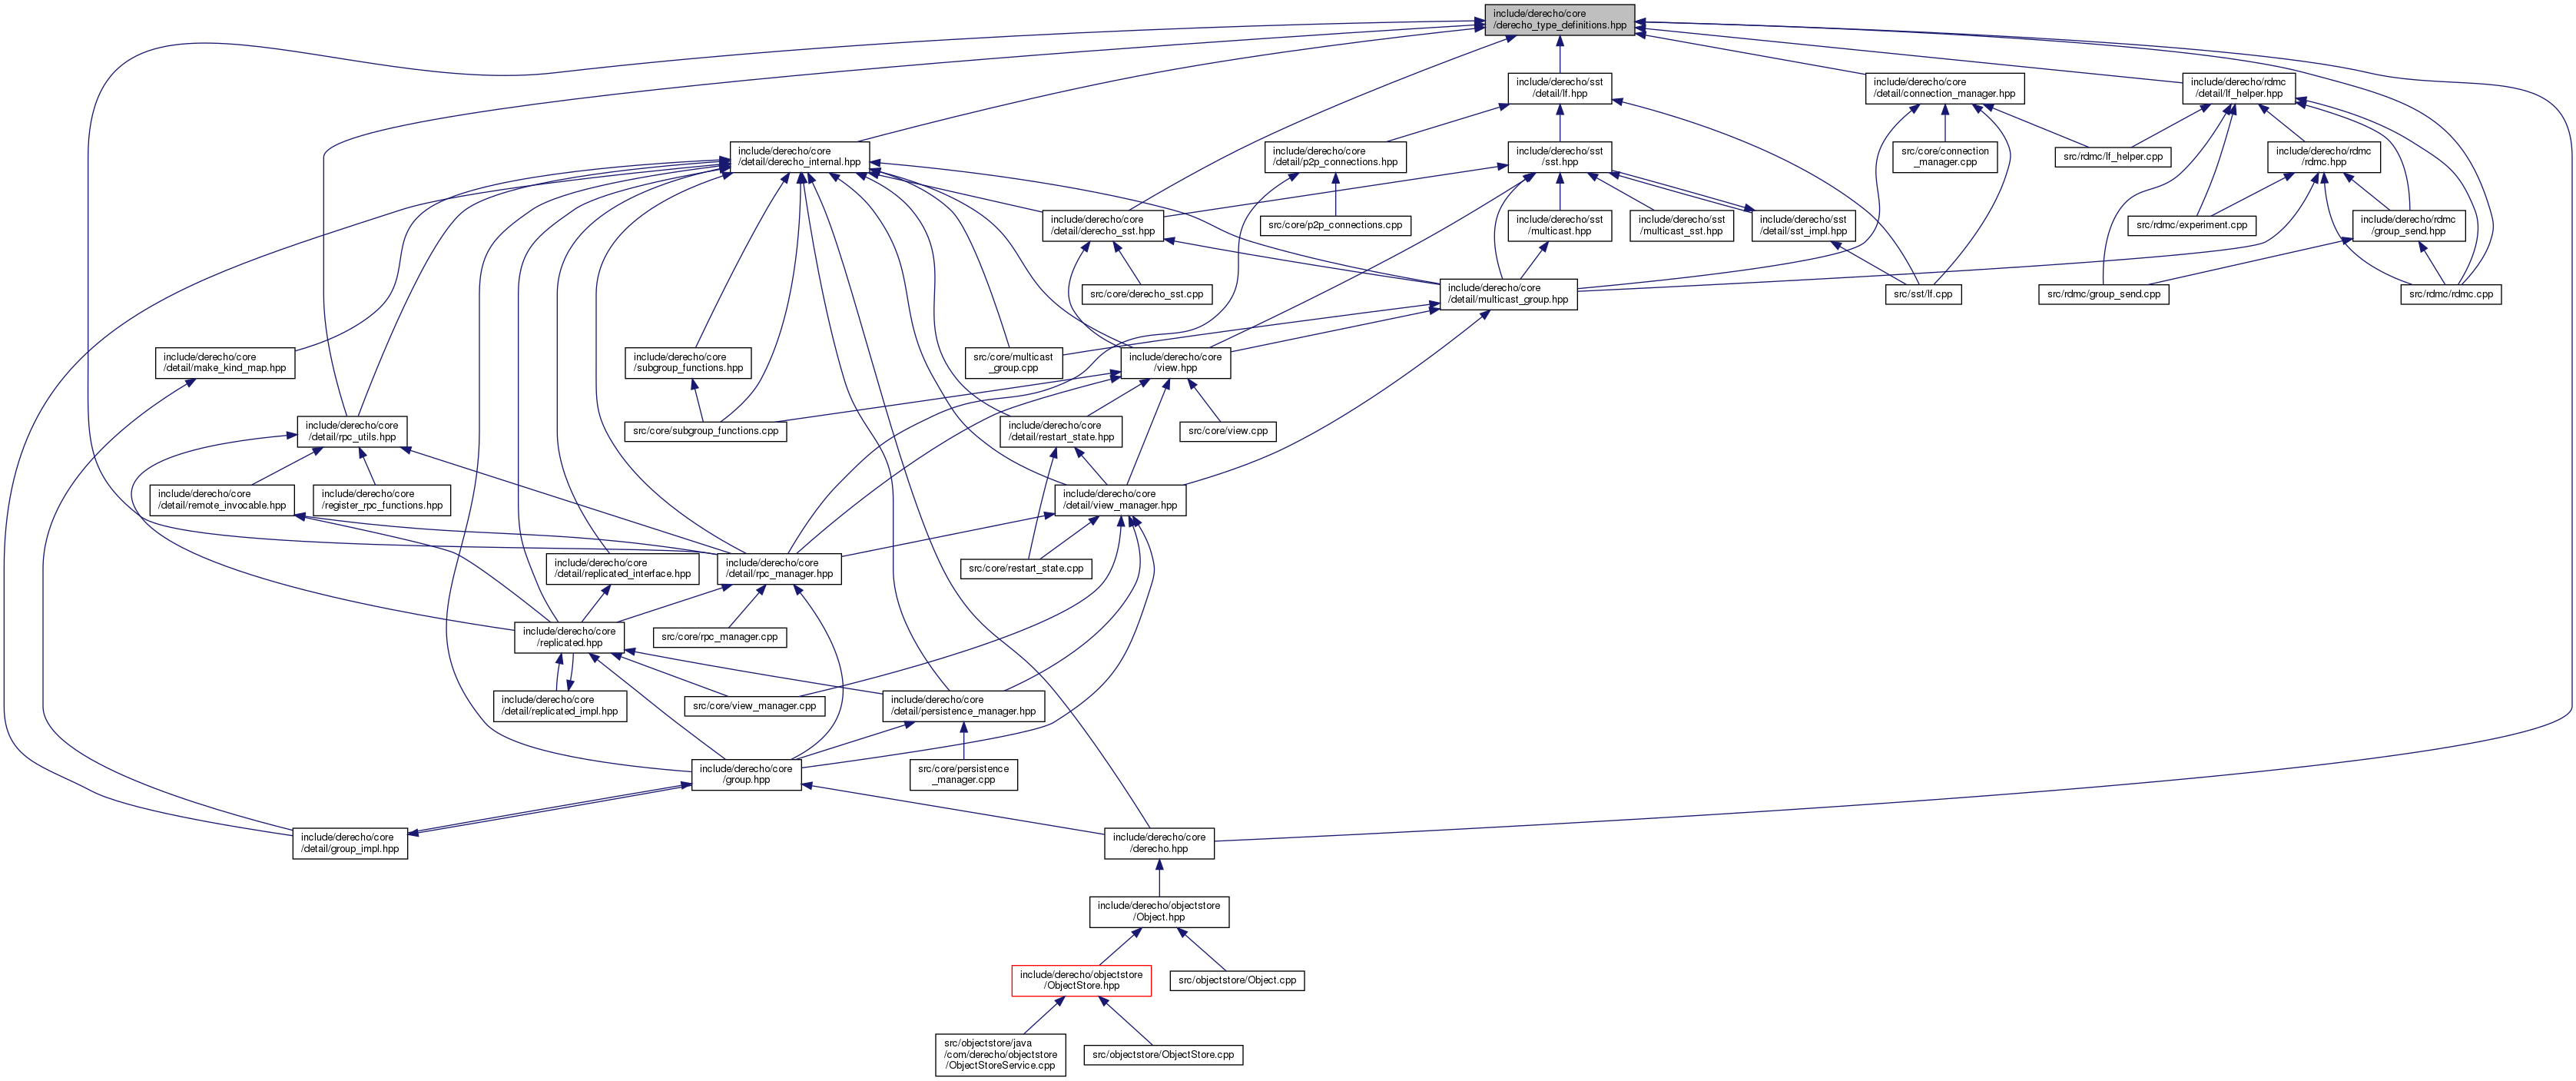 include/derecho/core
/derecho_type_definitions.hpp
include/derecho/sst
/detail/lf.hpp
include/derecho/core
/detail/connection_manager.hpp
include/derecho/rdmc
/detail/lf_helper.hpp
include/derecho/core
/detail/derecho_internal.hpp
include/derecho/core
/detail/p2p_connections.hpp
include/derecho/sst
/sst.hpp
src/core/connection
_manager.cpp
src/rdmc/lf_helper.cpp
include/derecho/rdmc
/rdmc.hpp
include/derecho/core
/detail/derecho_sst.hpp
src/core/p2p_connections.cpp
include/derecho/sst
/multicast.hpp
include/derecho/sst
/multicast_sst.hpp
include/derecho/sst
/detail/sst_impl.hpp
src/rdmc/experiment.cpp
include/derecho/rdmc
/group_send.hpp
src/core/derecho_sst.cpp
include/derecho/core
/detail/multicast_group.hpp
src/sst/lf.cpp
src/rdmc/group_send.cpp
src/rdmc/rdmc.cpp
include/derecho/core
/detail/make_kind_map.hpp
include/derecho/core
/subgroup_functions.hpp
src/core/multicast
_group.cpp
include/derecho/core
/view.hpp
include/derecho/core
/detail/rpc_utils.hpp
src/core/subgroup_functions.cpp
include/derecho/core
/detail/restart_state.hpp
src/core/view.cpp
include/derecho/core
/detail/remote_invocable.hpp
include/derecho/core
/register_rpc_functions.hpp
include/derecho/core
/detail/view_manager.hpp
include/derecho/core
/detail/replicated_interface.hpp
include/derecho/core
/detail/rpc_manager.hpp
src/core/restart_state.cpp
include/derecho/core
/replicated.hpp
src/core/rpc_manager.cpp
include/derecho/core
/detail/replicated_impl.hpp
src/core/view_manager.cpp
include/derecho/core
/detail/persistence_manager.hpp
include/derecho/core
/group.hpp
src/core/persistence
_manager.cpp
include/derecho/core
/detail/group_impl.hpp
include/derecho/core
/derecho.hpp
include/derecho/objectstore
/Object.hpp
include/derecho/objectstore
/ObjectStore.hpp
src/objectstore/Object.cpp
src/objectstore/java
/com/derecho/objectstore
/ObjectStoreService.cpp
src/objectstore/ObjectStore.cpp